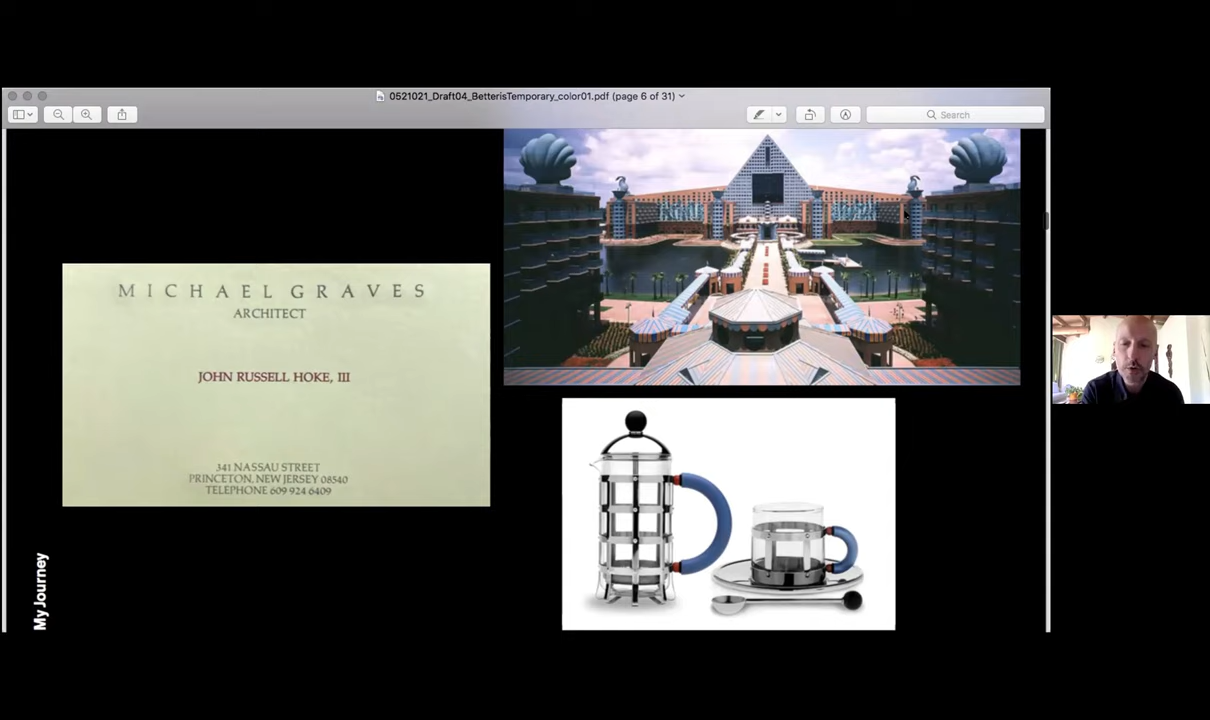 0521021_Draft04_BetterisTemporary_color01.pdf (page 6 of 31)
Search
MICHAEL GRAVES
ARCHITECT
JOHN RUSSELL HOKE, III
341 NASSAU STREET
PRINCETON, NEW JERSEY 08540
TELEPHONE 609 924 6409
My Journey